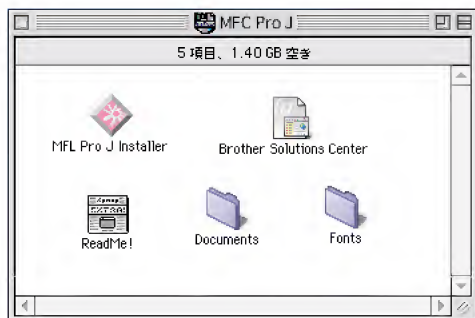 MFC Pro J
5 項目、1.40 GB 空き
MFL Pro J Installer
Brother Solutions Center
ReadMe!
Documents
Fonts